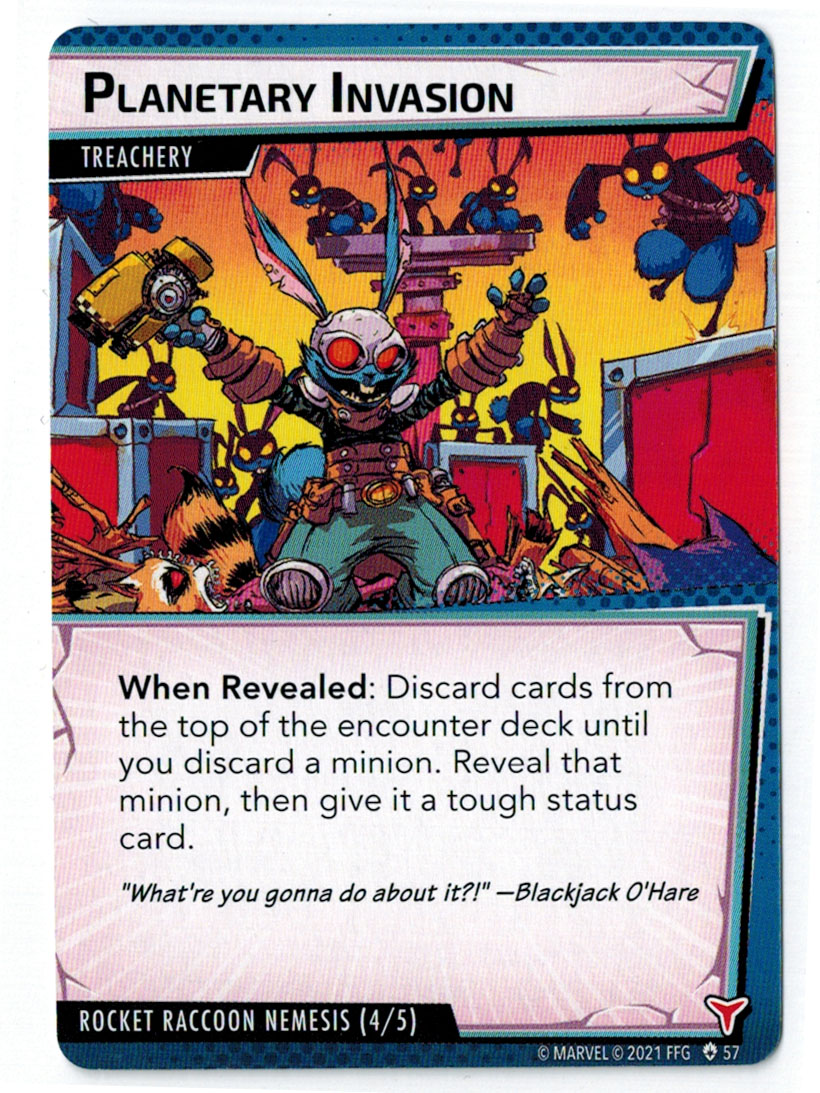 PLANETARY INVASION
TREACHERY
When Revealed: Discard cards from
the top of the encounter deck until
you discard a minion. Reveal that
minion, then give it a tough status
card.
"What're you gonna do about it?!" —Blackjack O'Hare
ROCKET RACCOON NEMESIS (4/5)
© MARVEL © 2021 FFG 57